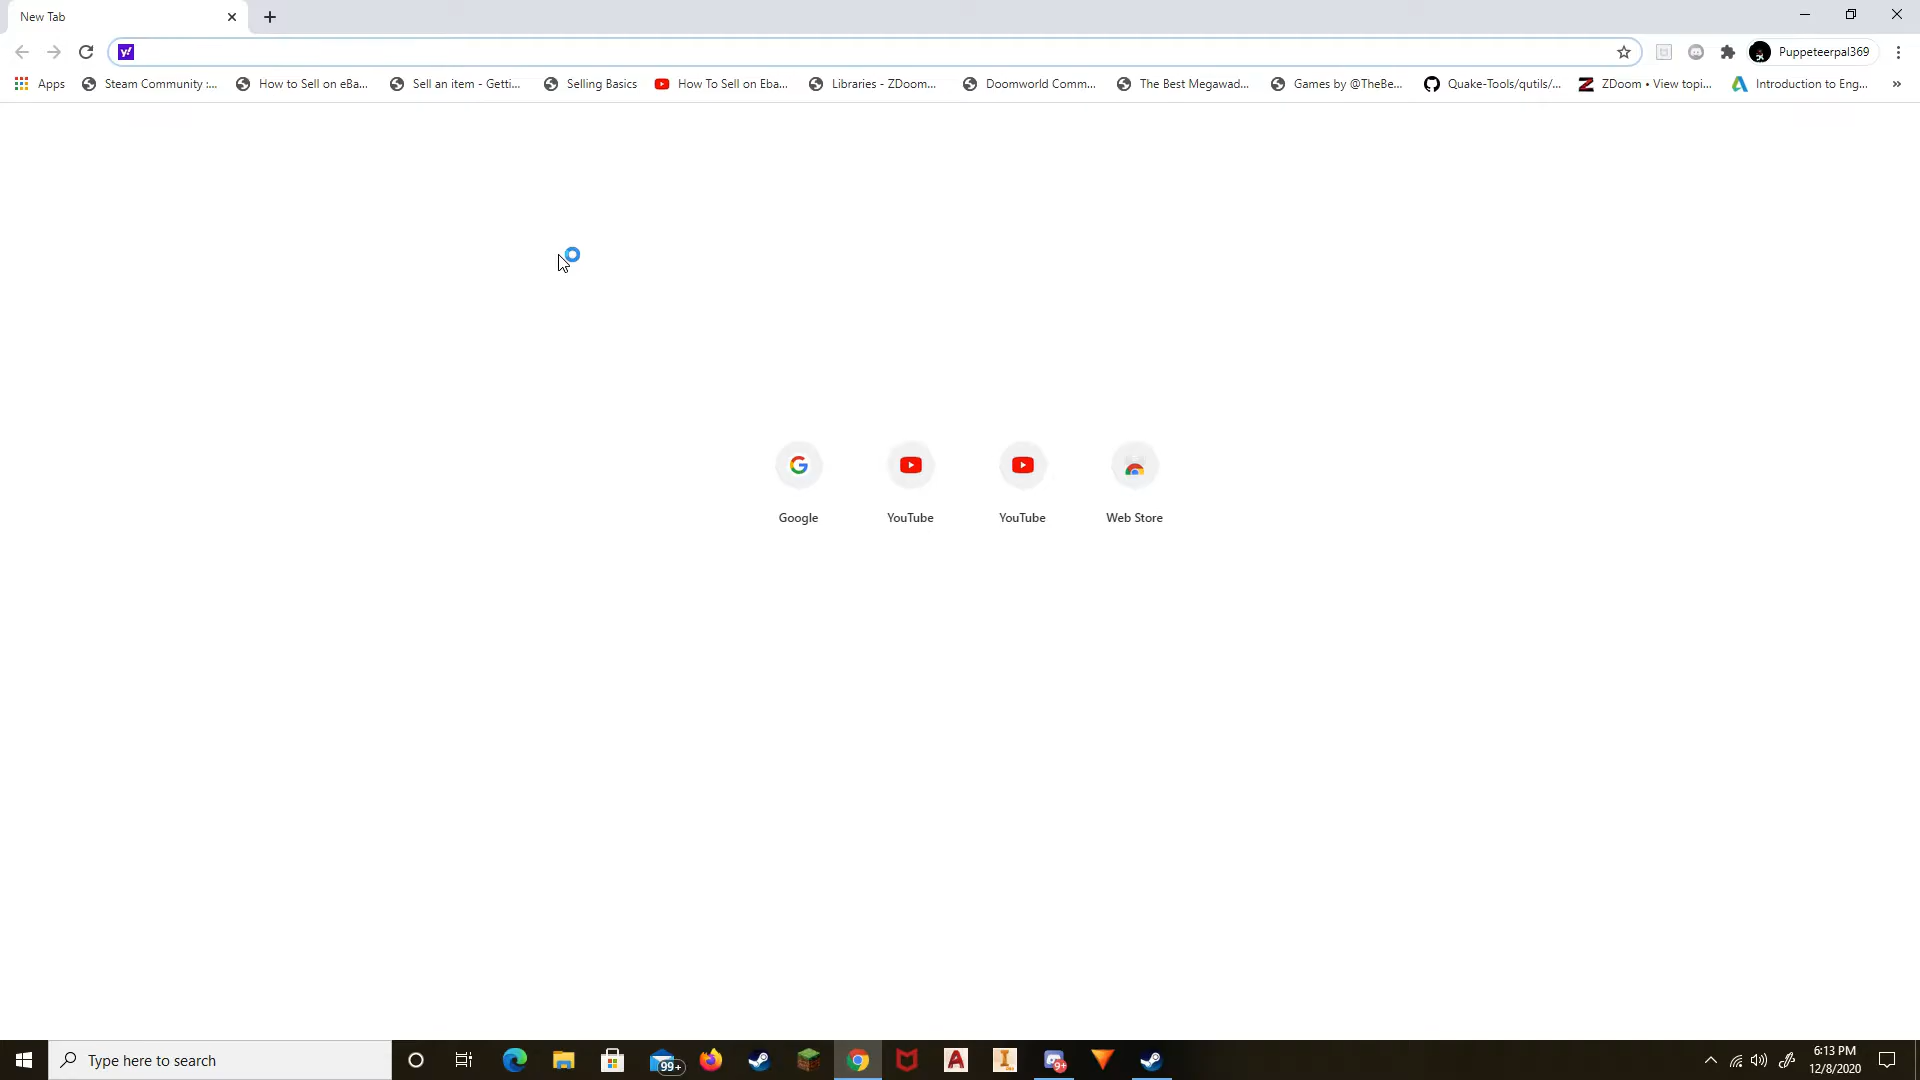 New Tab
y!
Puppeteerpal369
Apps
Steam Community :...
How to Sell on eBa...
Sell an item - Getti...
Selling Basics
How To Sell on Eba...
Libraries - ZDoom...
Doomworld Comm...
The Best Megawad...
Games by @TheBe...
Quake-Tools/qutils/...
ZDoom • View topi...
Introduction to Eng...
»
Google
YouTube
YouTube
Web Store
Type here to search
99+
9+
6:13 PM
12/8/2020